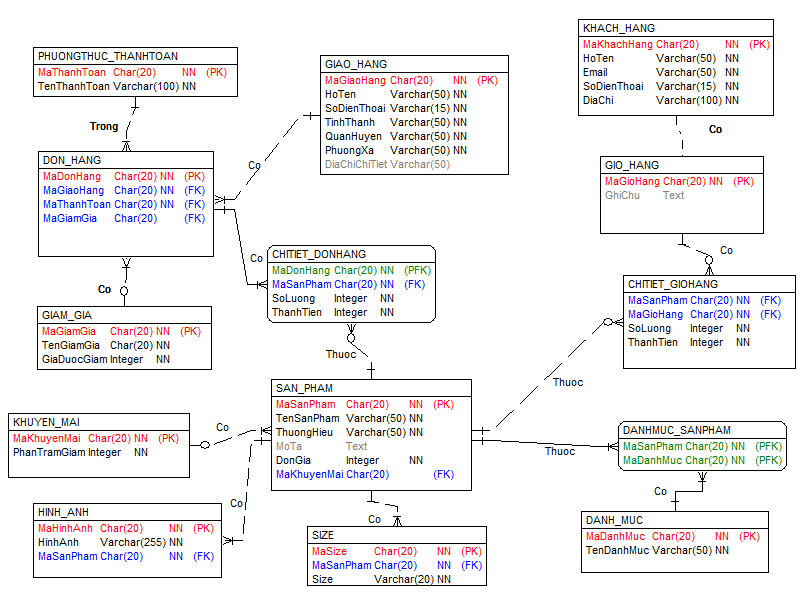 PHUONGTHUC_THANHTOAN
MaThanhToan Char(20) NN (PK)
TenThanhToan Varchar(100) NN
Trong
GIAO_HANG
MaGiaoHang Char(20) NN (PK)
HoTen Varchar(50) NN
SoDienThoai Varchar(15) NN
TinhThanh Varchar(50) NN
QuanHuyen Varchar(50) NN
PhuongXa Varchar(50) NN
DiaChiChiTiet Varchar(50)
KHACH_HANG
MaKhachHang Char(20) NN (PK)
HoTen Varchar(50) NN
Email Varchar(50) NN
SoDienThoai Varchar(15) NN
DiaChi Varchar(100) NN
Co
DON_HANG
MaDonHang Char(20) NN (PK)
MaGiaoHang Char(20) NN (FK)
MaThanhToan Char(20) NN (FK)
MaGiamGia Char(20) (FK)
Co
GIO_HANG
MaGioHang Char(20) NN (PK)
GhiChu Text
Co
Co
CHITIET_DONHANG
MaDonHang Char(20) NN (PFK)
MaSanPham Char(20) NN (FK)
SoLuong Integer NN
ThanhTien Integer NN
Thuoc
CHITIET_GIOHANG
MaSanPham Char(20) NN (FK)
MaGioHang Char(20) NN (FK)
SoLuong Integer NN
ThanhTien Integer NN
Thuoc
Co
GIAM_GIA
MaGiamGia Char(20) NN (PK)
TenGiamGia Char(20) NN
GiaDuocGiam Integer NN
SAN_PHAM
MaSanPham Char(20) NN (PK)
TenSanPham Varchar(50) NN
ThuongHieu Varchar(50) NN
MoTa Text
DonGia Integer NN
MaKhuyenMai Char(20) (FK)
KHUYEN_MAI
MaKhuyenMai Char(20) NN (PK)
PhanTramGiam Integer NN
Co
DANHMUC_SANPHAM
MaSanPham Char(20) NN (PFK)
MaDanhMuc Char(20) NN (PFK)
Thuoc
Co
HINH_ANH
MaHinhAnh Char(20) NN (PK)
HinhAnh Varchar(255) NN
MaSanPham Char(20) NN (FK)
Co
Co
SIZE
MaSize Char(20) NN (PK)
MaSanPham Char(20) NN (FK)
Size Varchar(20) NN
DANH_MUC
MaDanhMuc Char(20) NN (PK)
TenDanhMuc Varchar(50) NN